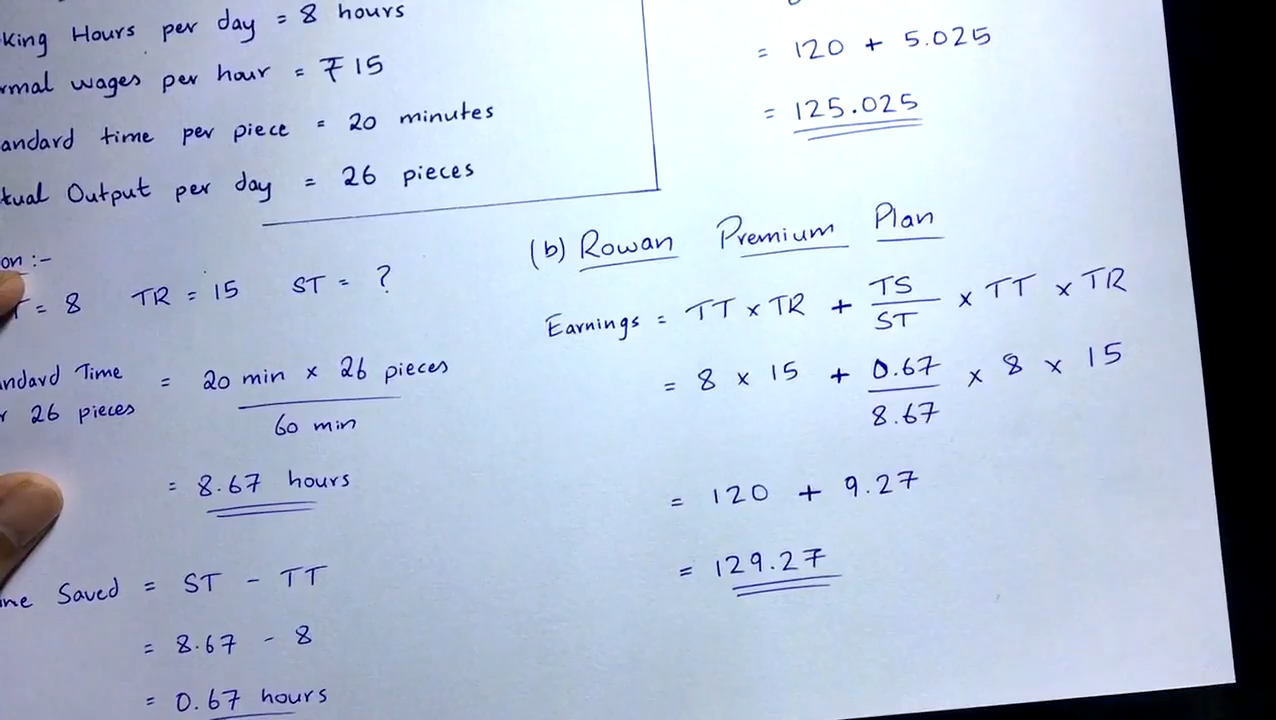 king Hours per day = 8 hours
rmal wages per hour = ₹15
andard time per piece = 20 minutes
tual Output per day = 26 pieces
on :-
T = 8 TR = 15 ST = ?
ndard Time = 20 min × 26 pieces
r 26 pieces 60 min
= 8.67 hours
me Saved = ST - TT
= 8.67 - 8
= 0.67 hours
= 120 + 5.025
= 125.025
(b) Rowan Premium Plan
Earnings = TT × TR + TS/ST × TT × TR
= 8 × 15 + 0.67/8.67 × 8 × 15
= 120 + 9.27
= 129.27